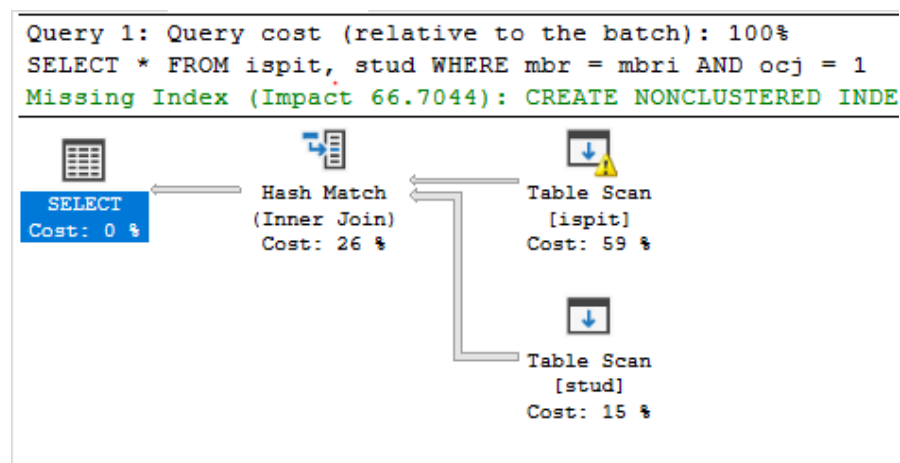 Query 1: Query cost (relative to the batch): 100%
SELECT * FROM ispit, stud WHERE mbr = mbri AND ocj = 1
Missing Index (Impact 66.7044): CREATE NONCLUSTERED INDE
SELECT
Cost: 0 %
Hash Match
(Inner Join)
Cost: 26 %
Table Scan
[ispit]
Cost: 59 %
Table Scan
[stud]
Cost: 15 %